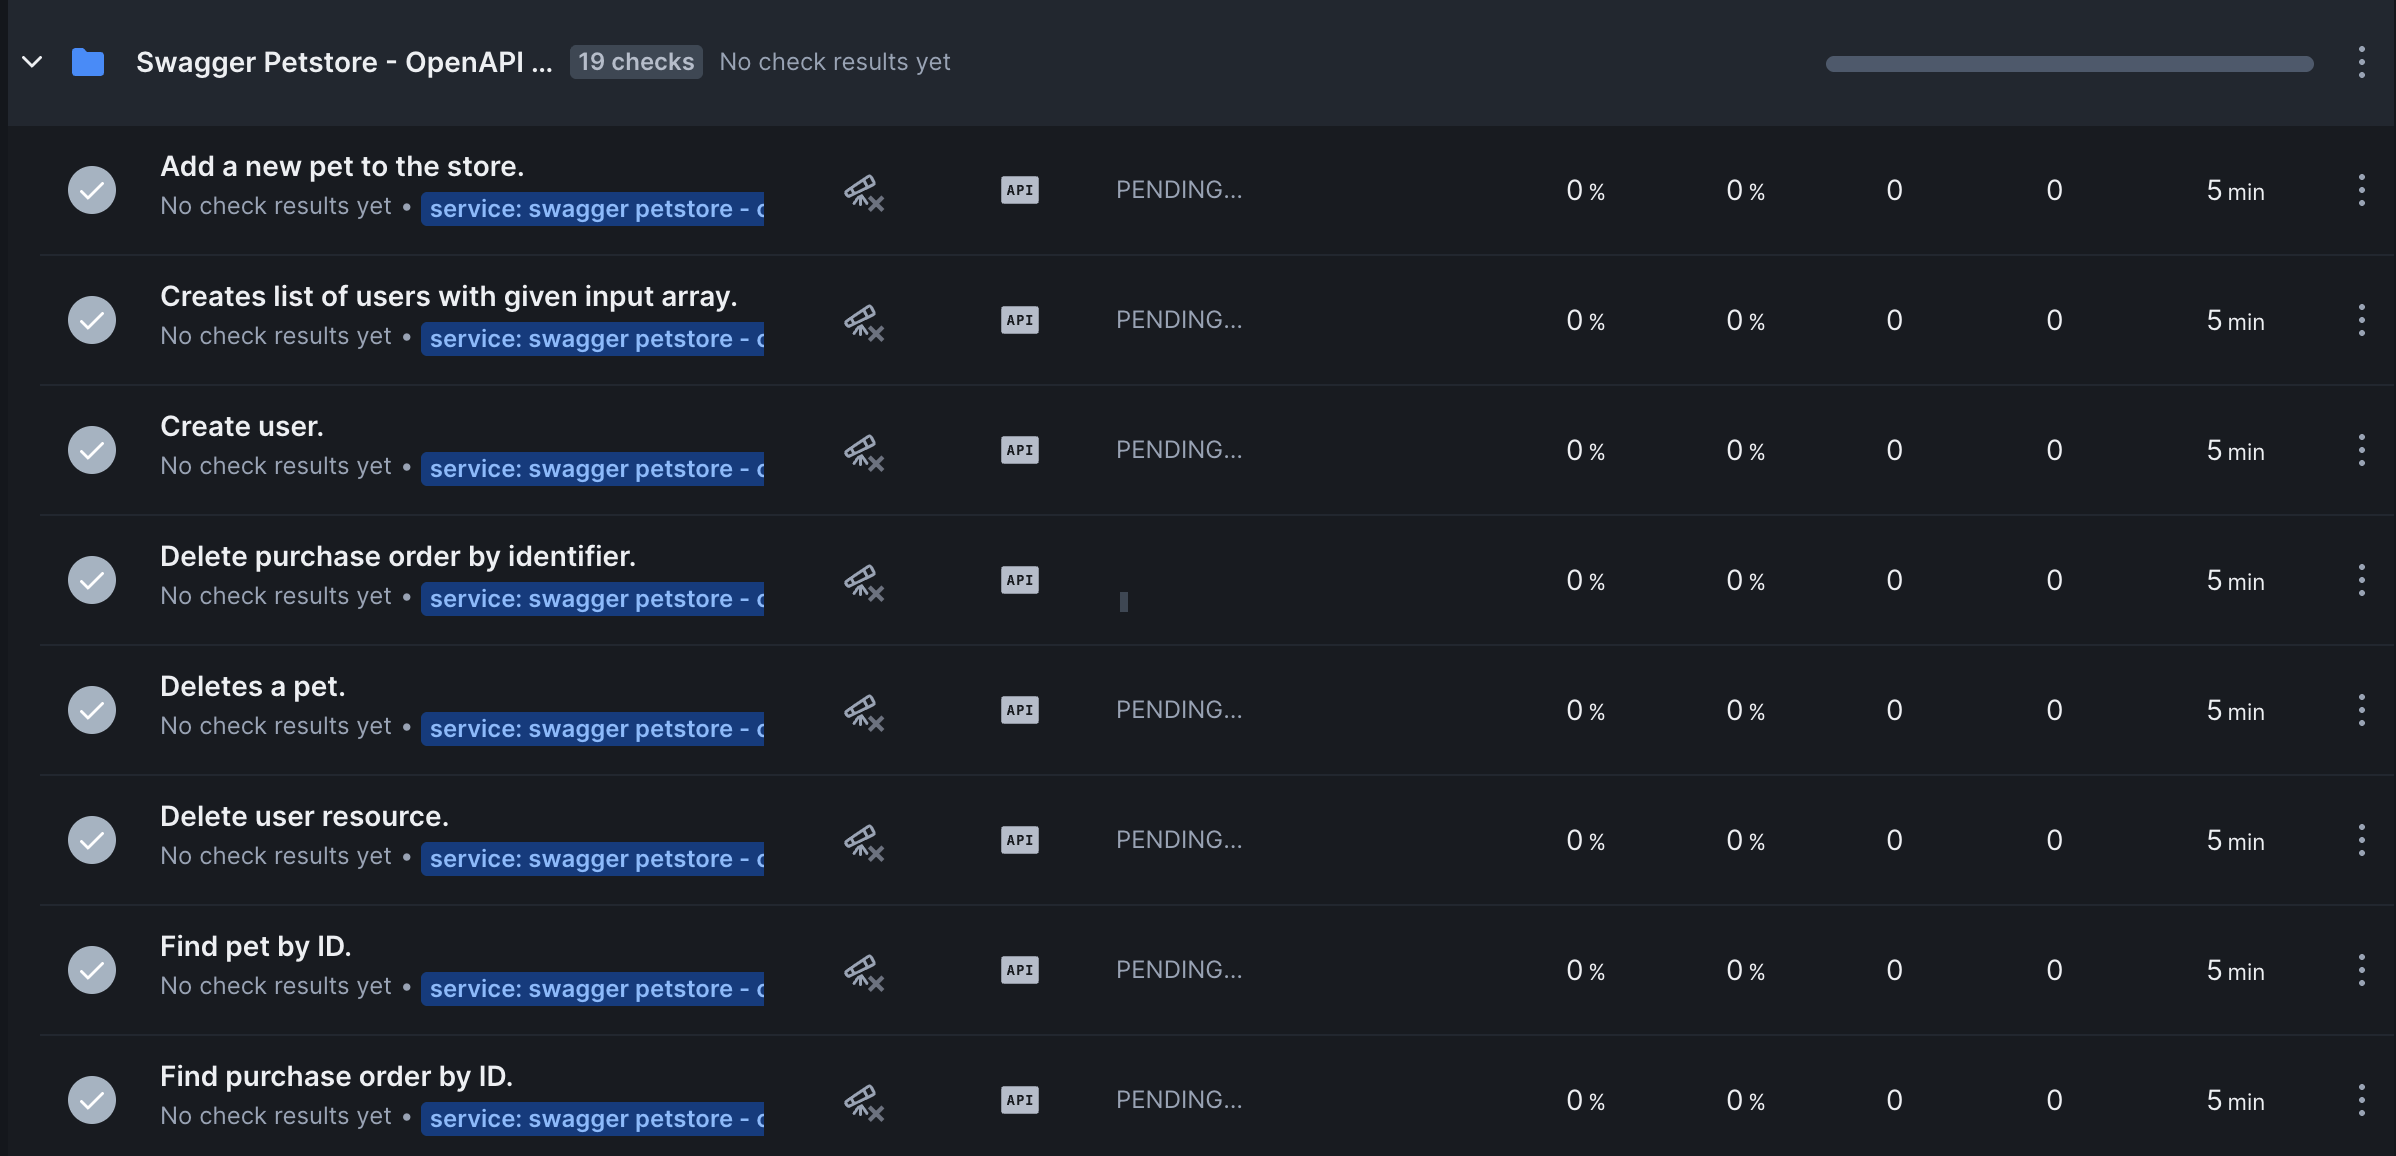 Swagger Petstore - OpenAPI ... 19 checks No check results yet
Add a new pet to the store.
No check results yet • service: swagger petstore -
API PENDING... 0 % 0 % 0 0 5 min
Creates list of users with given input array.
No check results yet • service: swagger petstore -
API PENDING... 0 % 0 % 0 0 5 min
Create user.
No check results yet • service: swagger petstore -
API PENDING... 0 % 0 % 0 0 5 min
Delete purchase order by identifier.
No check results yet • service: swagger petstore -
API 0 % 0 % 0 0 5 min
Deletes a pet.
No check results yet • service: swagger petstore -
API PENDING... 0 % 0 % 0 0 5 min
Delete user resource.
No check results yet • service: swagger petstore -
API PENDING... 0 % 0 % 0 0 5 min
Find pet by ID.
No check results yet • service: swagger petstore -
API PENDING... 0 % 0 % 0 0 5 min
Find purchase order by ID.
No check results yet • service: swagger petstore -
API PENDING... 0 % 0 % 0 0 5 min